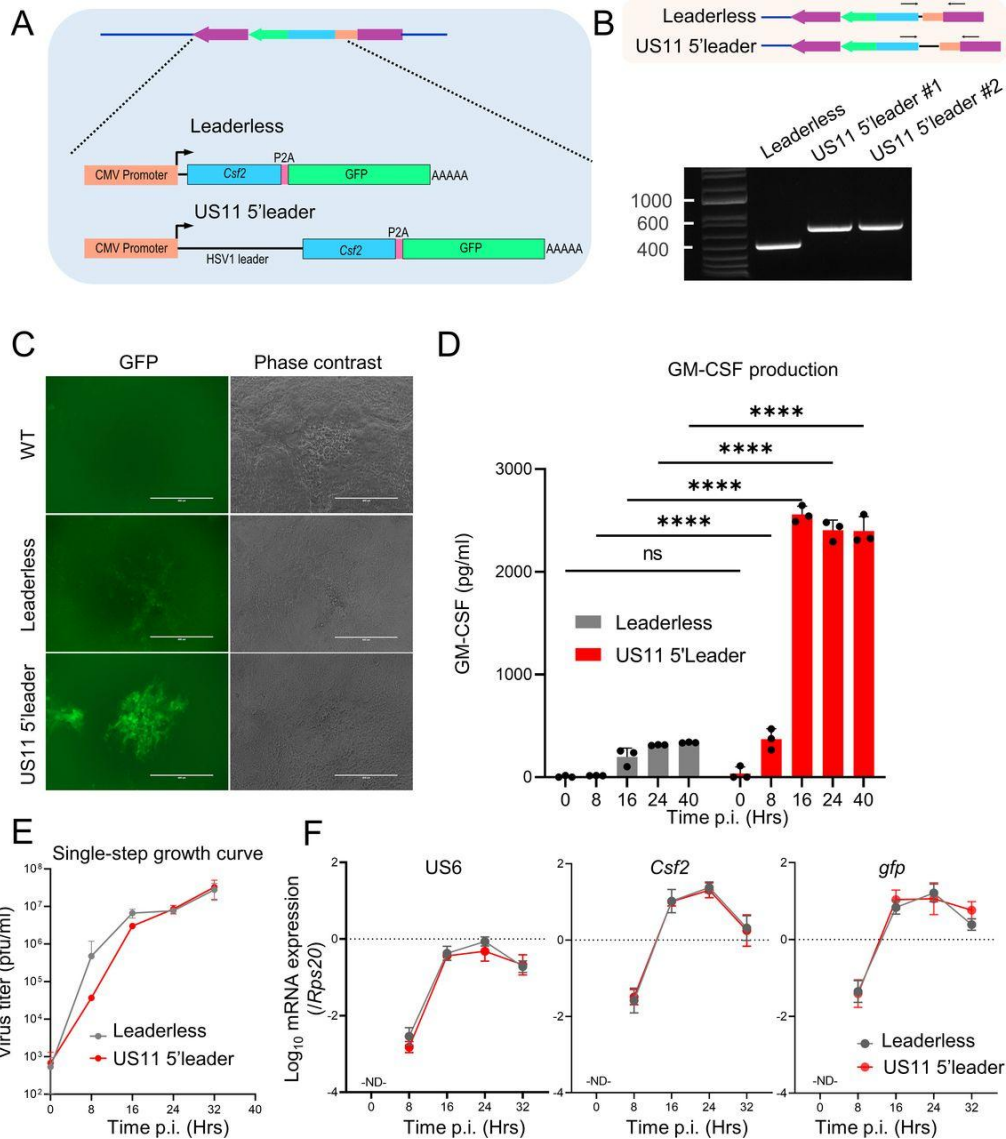 A
Leaderless
P2A
CMV Promoter
Csf2
GFP
AAAAA
US11 5'leader
P2A
CMV Promoter
HSV1 leader
Csf2
GFP
AAAAA
B
Leaderless
US11 5'leader
Leaderless
US11 5'leader #1
US11 5'leader #2
1000
600
400
C
GFP
Phase contrast
WT
Leaderless
US11 5'leader
D
GM-CSF production
****
****
****
****
ns
GM-CSF (pg/ml)
3000
2000
1000
0
Leaderless
US11 5'Leader
0 8 16 24 40 0 8 16 24 40
Time p.i. (Hrs)
E
Single-step growth curve
Virus titer (pfu/ml)
10⁸
10⁷
10⁶
10⁵
10⁴
10³
10²
Leaderless
US11 5'leader
0 8 16 24 32 40
Time p.i. (Hrs)
F
US6
Log₁₀ mRNA expression
(/Rps20)
2
0
-2
-4
-ND-
0 8 16 24 32
Time p.i. (Hrs)
Csf2
2
0
-2
-4
-ND-
0 8 16 24 32
Time p.i. (Hrs)
gfp
2
0
-2
-4
-ND-
Leaderless
US11 5'leader
0 8 16 24 32
Time p.i. (Hrs)